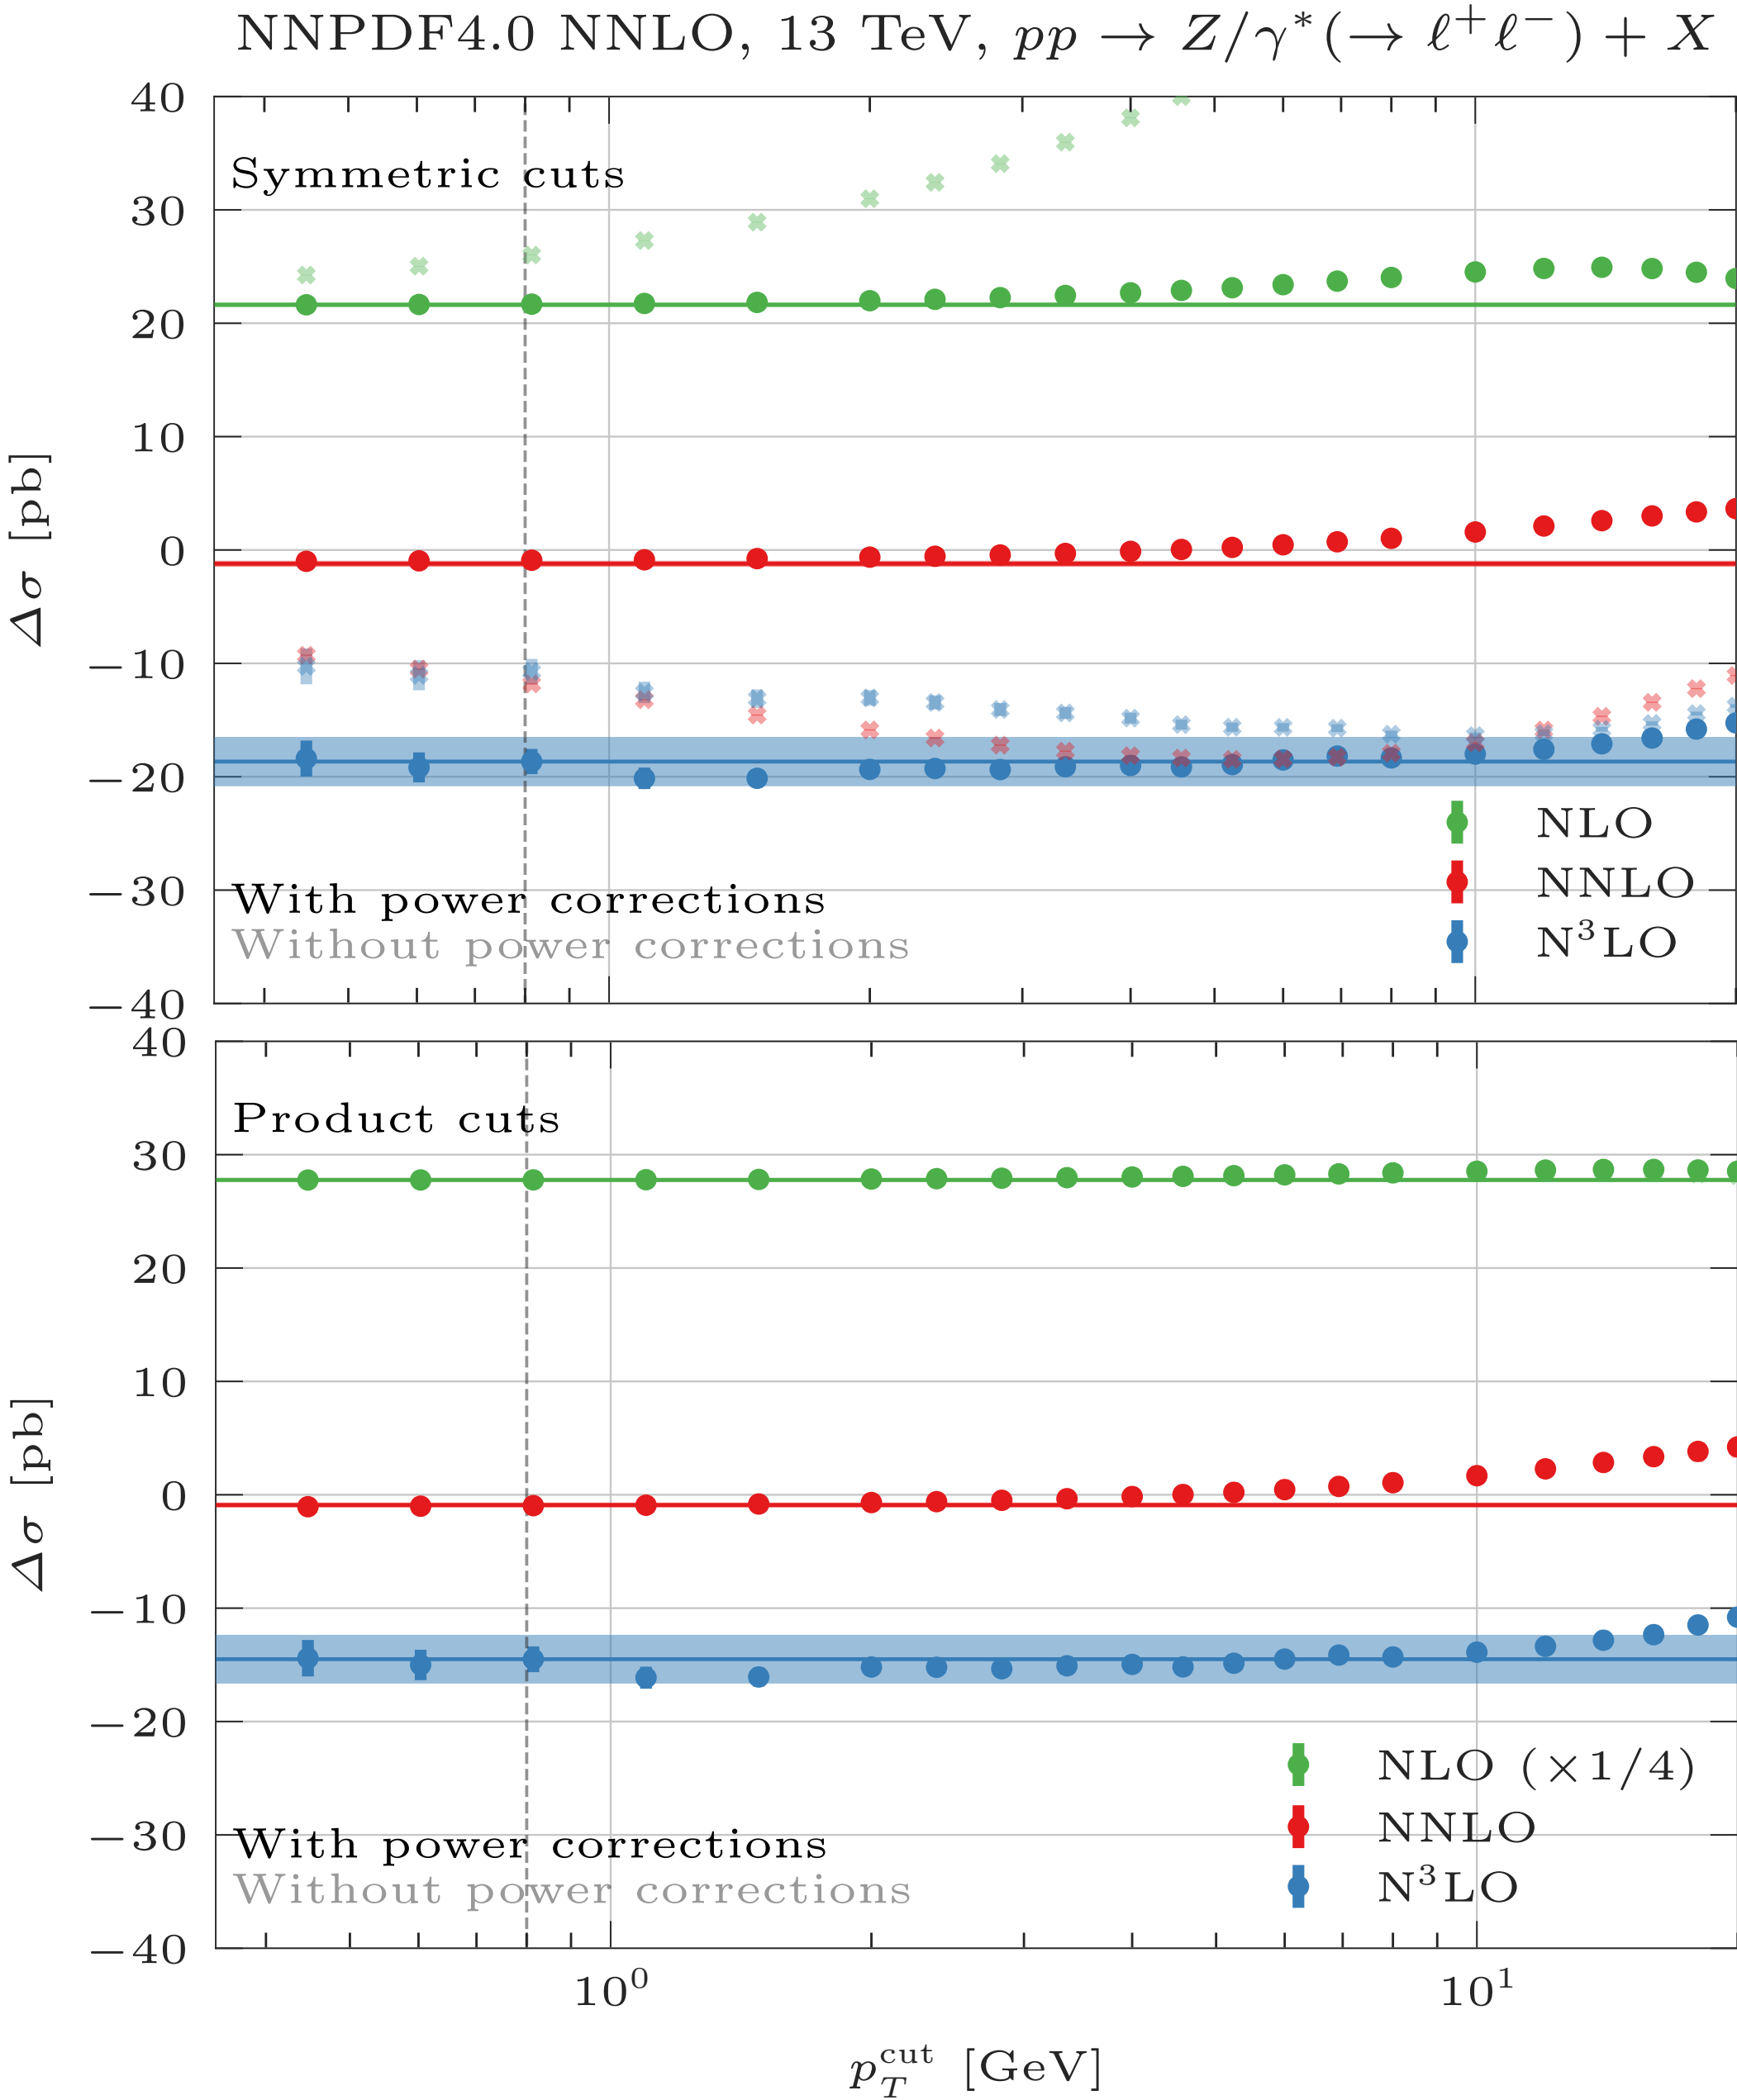 NNPDF4.0 NNLO, 13 TeV, pp → Z/γ*(→ ℓ⁺ℓ⁻) + X
40
30
20
10
0
−10
−20
−30
−40
Δσ [pb]
Symmetric cuts
With power corrections
Without power corrections
NLO
NNLO
N³LO
40
30
20
10
0
−10
−20
−30
−40
Δσ [pb]
Product cuts
With power corrections
Without power corrections
NLO (×1/4)
NNLO
N³LO
10⁰
10¹
p_T^cut [GeV]